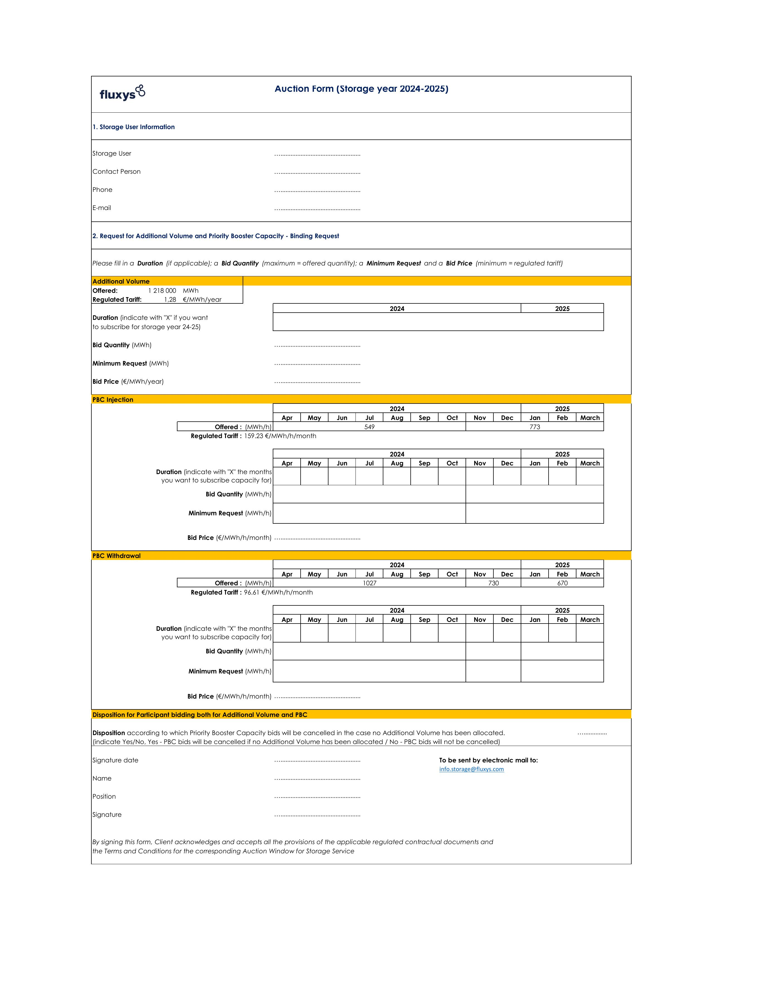 fluxys
Auction Form (Storage year 2024-2025)
1. Storage User Information
Storage User ….............................................
Contact Person ….............................................
Phone ….............................................
E-mail ….............................................
2. Request for Additional Volume and Priority Booster Capacity - Binding Request
Please fill in a Duration (if applicable); a Bid Quantity (maximum = offered quantity); a Minimum Request and a Bid Price (minimum = regulated tariff)
Additional Volume
Offered: 1 218 000 MWh
Regulated Tariff: 1,28 €/MWh/year
2024 2025
Duration (indicate with "X" if you want
to subscribe for storage year 24-25)
Bid Quantity (MWh) ….............................................
Minimum Request (MWh) ….............................................
Bid Price (€/MWh/year) ….............................................
PBC Injection
2024 2025
Apr May Jun Jul Aug Sep Oct Nov Dec Jan Feb March
Offered : (MWh/h) 549 773
Regulated Tariff : 159.23 €/MWh/h/month
2024 2025
Apr May Jun Jul Aug Sep Oct Nov Dec Jan Feb March
Duration (indicate with "X" the months
you want to subscribe capacity for)
Bid Quantity (MWh/h)
Minimum Request (MWh/h)
Bid Price (€/MWh/h/month) ….............................................
PBC Withdrawal
2024 2025
Apr May Jun Jul Aug Sep Oct Nov Dec Jan Feb March
Offered : (MWh/h) 1027 730 670
Regulated Tariff : 96.61 €/MWh/h/month
2024 2025
Apr May Jun Jul Aug Sep Oct Nov Dec Jan Feb March
Duration (indicate with "X" the months
you want to subscribe capacity for)
Bid Quantity (MWh/h)
Minimum Request (MWh/h)
Bid Price (€/MWh/h/month) ….............................................
Disposition for Participant bidding both for Additional Volume and PBC
Disposition according to which Priority Booster Capacity bids will be cancelled in the case no Additional Volume has been allocated. ….............
(indicate Yes/No, Yes - PBC bids will be cancelled if no Additional Volume has been allocated / No - PBC bids will not be cancelled)
Signature date ….............................................  To be sent by electronic mail to:
info.storage@fluxys.com
Name ….............................................
Position ….............................................
Signature ….............................................
By signing this form, Client acknowledges and accepts all the provisions of the applicable regulated contractual documents and
the Terms and Conditions for the corresponding Auction Window for Storage Service